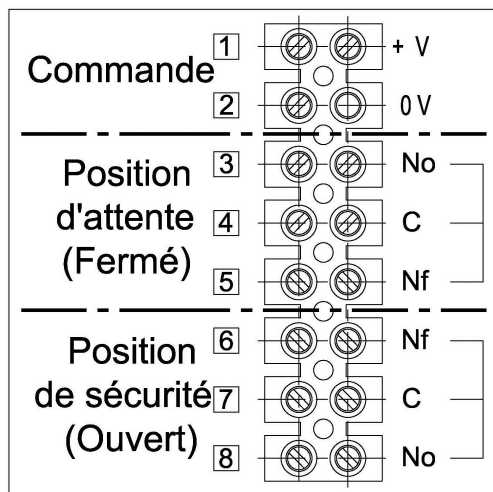 Commande
1 + V
2 0 V
Position
d'attente
(Fermé)
3 No
4 C
5 Nf
Position
de sécurité
(Ouvert)
6 Nf
7 C
8 No